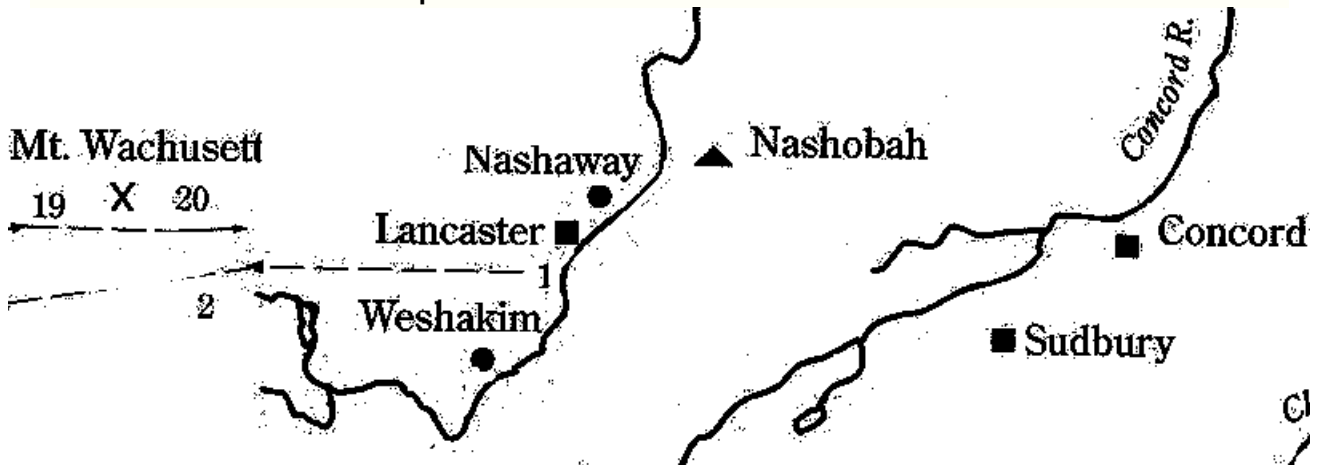 Concord R.
Mt. Wachusett
Nashaway
Nashobah
19 X 20
Lancaster
Concord
1
2
Weshakim
Sudbury